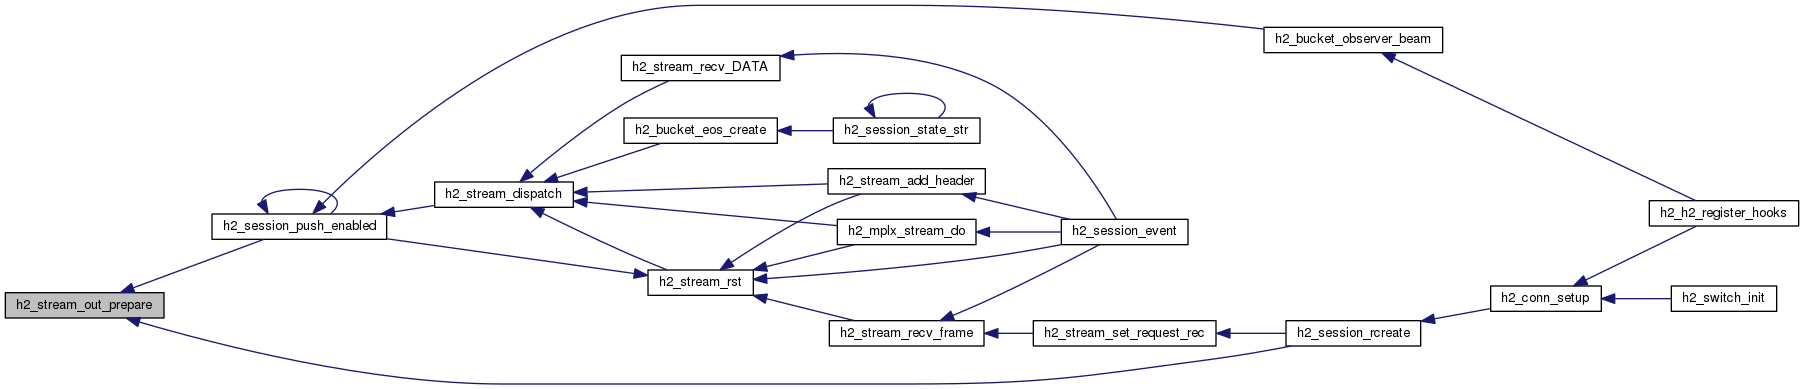 h2_bucket_observer_beam
h2_stream_recv_DATA
h2_bucket_eos_create
h2_session_state_str
h2_stream_add_header
h2_stream_dispatch
h2_h2_register_hooks
h2_session_push_enabled
h2_mplx_stream_do
h2_session_event
h2_stream_rst
h2_conn_setup
h2_switch_init
h2_stream_out_prepare
h2_stream_recv_frame
h2_stream_set_request_rec
h2_session_rcreate